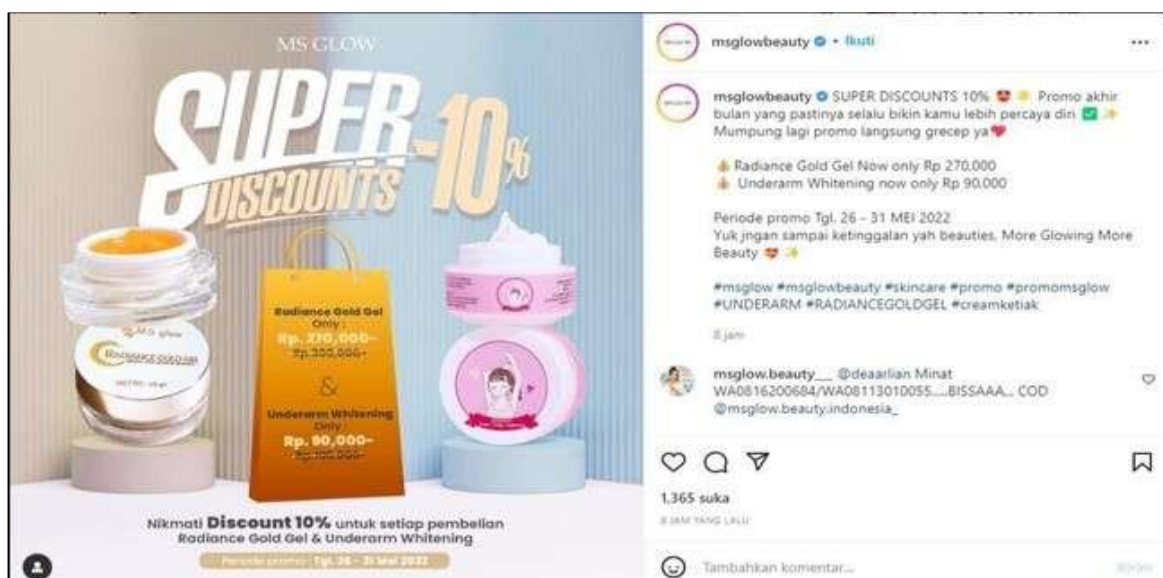 MS GLOW
SUPER
DISCOUNTS
-10%
MS glow
RADIANCE GOLD GEL
Radiance Gold Gel
Only :
Rp. 270,000-
Rp. 300,000-
&
Underarm Whitening
Only :
Rp. 90,000-
Rp. 100,000-
Nikmati Discount 10% untuk setiap pembelian
Radiance Gold Gel & Underarm Whitening
Periode promo : Tgl. 26 - 31 Mei 2022
msglowbeauty • Ikuti
msglowbeauty SUPER DISCOUNTS 10% 😍 ☀️ Promo akhir
bulan yang pastinya selalu bikin kamu lebih percaya diri ✅ ✨
Mumpung lagi promo langsung grecep ya❤️
👍 Radiance Gold Gel Now only Rp 270.000
👍 Underarm Whitening now only Rp 90.000
Periode promo Tgl. 26 - 31 MEI 2022
Yuk jngan sampai ketinggalan yah beauties. More Glowing More
Beauty 😍 ✨
#msglow #msglowbeauty #skincare #promo #promomsglow
#UNDERARM #RADIANCEGOLDGEL #creamketiak
8 jam
msglow.beauty___ @deaarlian Minat
WA0816200684/WA08113010055....BISSAAA... COD
@msglow.beauty.indonesia_
1.365 suka
8 JAM YANG LALU
Tambahkan komentar...